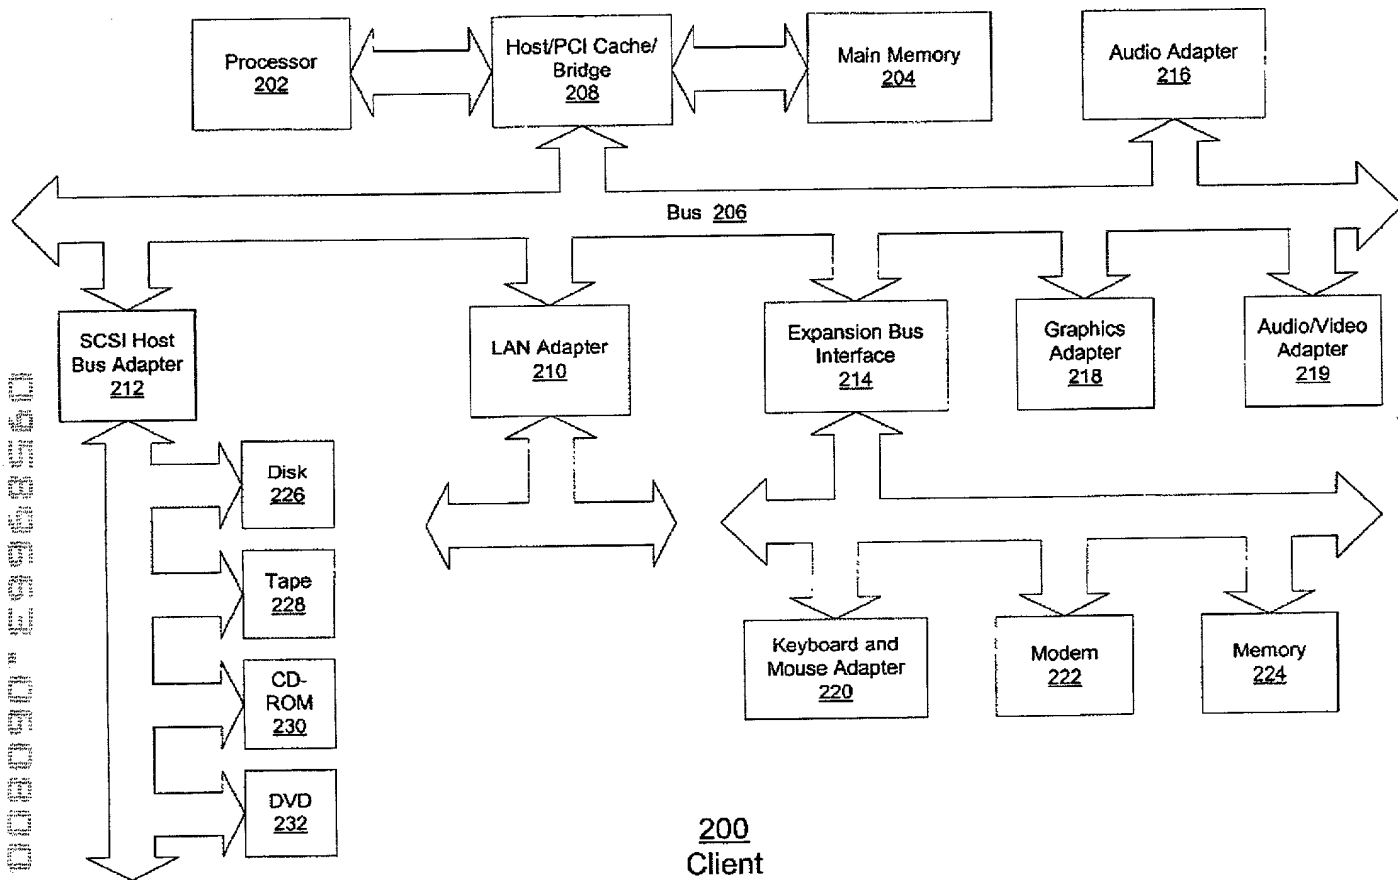 Processor
202
Host/PCI Cache/
Bridge
208
Main Memory
204
Audio Adapter
216
Bus 206
SCSI Host
Bus Adapter
212
LAN Adapter
210
Expansion Bus
Interface
214
Graphics
Adapter
218
Audio/Video
Adapter
219
Disk
226
Tape
228
CD-
ROM
230
DVD
232
Keyboard and
Mouse Adapter
220
Modem
222
Memory
224
200
Client